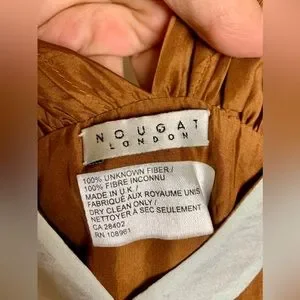 NOUGAT
LONDON
100% UNKNOWN FIBER/
100% FIBRE INCONNU
MADE IN U.K./
FABRIQUÉ AUX ROYAUME UNIS
DRY CLEAN ONLY/
NETTOYER À SEC SEULEMENT
CA 28402
RN 108961